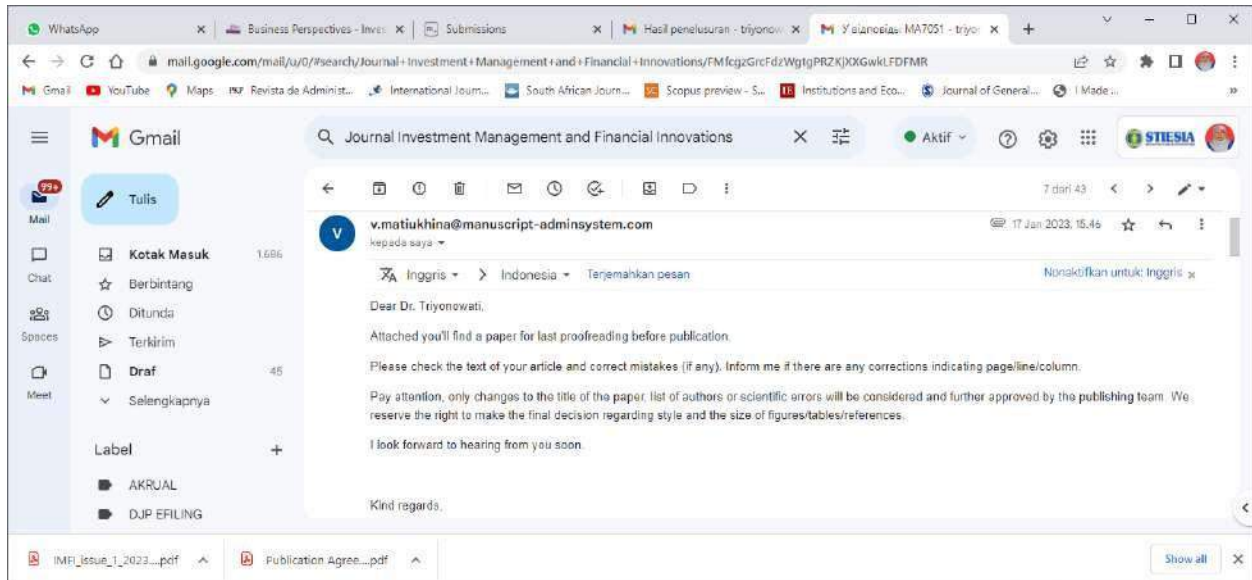 WhatsApp
Business Perspectives - Inves
Submissions
Hasil penelusuran - triyonow
У відповідь: MA7051 - triyo
mail.google.com/mail/u/0/#search/Journal+Investment+Management+and+Financial+Innovations/
Gmail
YouTube
Maps
Revista de Administ...
International Journ...
South African Journ...
Scopus preview - S...
Institutions and Eco...
Journal of General...
I Made ...
Gmail
Journal Investment Management and Financial Innovations
Aktif
STIESIA
99+
Mail
Chat
Spaces
Meet
Tulis
Kotak Masuk 1.686
Berbintang
Ditunda
Terkirim
Draf 45
Selengkapnya
Label
AKRUAL
DJP EFILING
7 dari 43
V
v.matiukhina@manuscript-adminsystem.com
17 Jan 2023, 15.46
kepada saya
Inggris > Indonesia Terjemahkan pesan
Nonaktifkan untuk: Inggris
Dear Dr. Triyonowati,
Attached you'll find a paper for last proofreading before publication.
Please check the text of your article and correct mistakes (if any). Inform me if there are any corrections indicating page/line/column.
Pay attention, only changes to the title of the paper, list of authors or scientific errors will be considered and further approved by the publishing team. We
reserve the right to make the final decision regarding style and the size of figures/tables/references.
I look forward to hearing from you soon.
Kind regards,
IMFI_issue_1_2023....pdf
Publication Agree....pdf
Show all